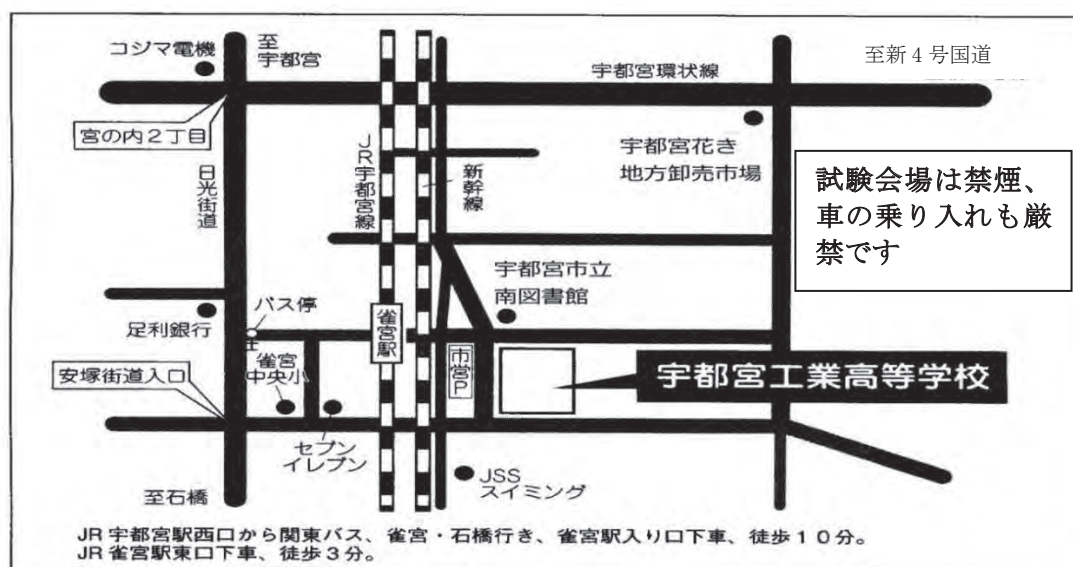 コジマ電機
至
宇都宮
宇都宮環状線
至新4号国道
宮の内2丁目
日光街道
JR宇都宮線
新幹線
宇都宮花き
地方卸売市場
試験会場は禁煙、
車の乗り入れも厳
禁です
宇都宮市立
南図書館
バス停
足利銀行
雀宮駅
雀宮
中央小
市営P
宇都宮工業高等学校
安塚街道入口
セブン
イレブン
JSS
スイミング
至石橋
JR宇都宮駅西口から関東バス、雀宮・石橋行き、雀宮駅入り口下車、徒歩10分。
JR雀宮駅東口下車、徒歩3分。